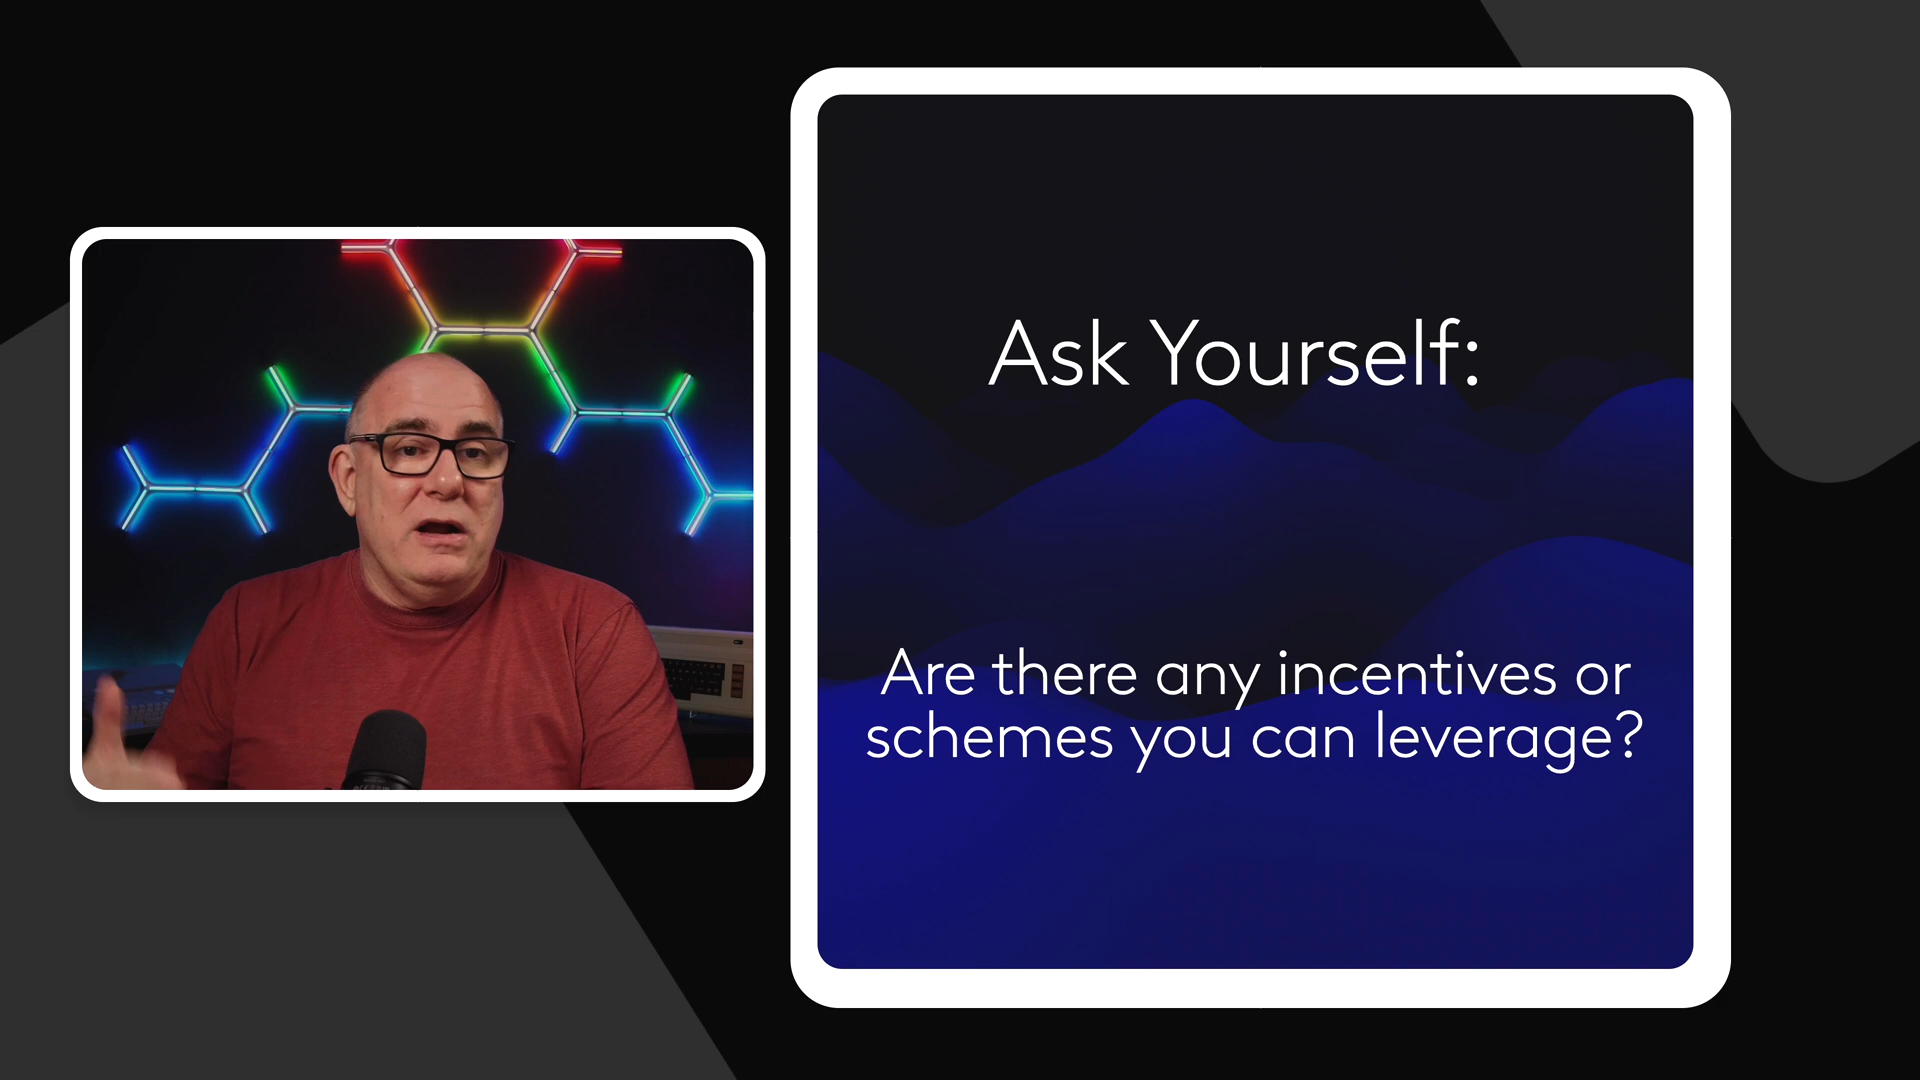 Ask Yourself:
Are there any incentives or
schemes you can leverage?